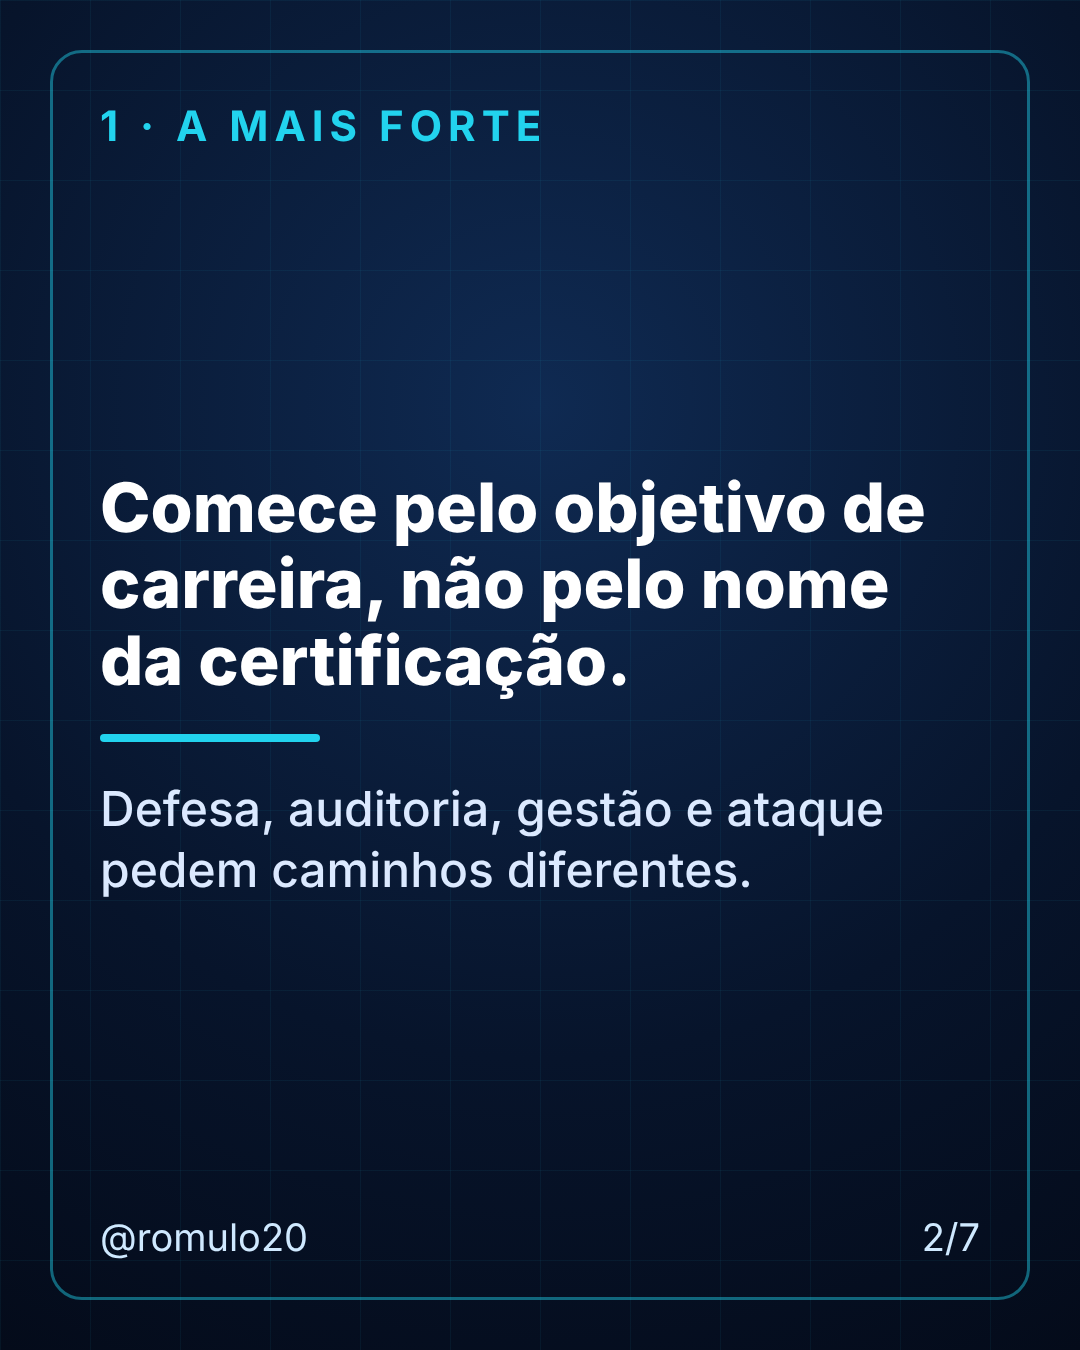 1 · A MAIS FORTE
Comece pelo objetivo de
carreira, não pelo nome
da certificação.
Defesa, auditoria, gestão e ataque
pedem caminhos diferentes.
@romulo20
2/7